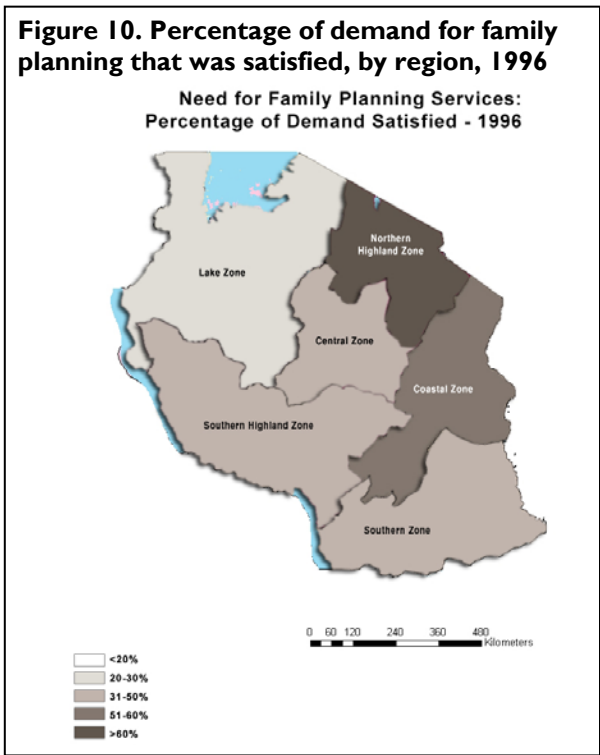 Figure 10. Percentage of demand for family
planning that was satisfied, by region, 1996
Need for Family Planning Services:
Percentage of Demand Satisfied - 1996
Northern
Highland Zone
Lake Zone
Central Zone
Coastal Zone
Southern Highland Zone
Southern Zone
0 60 120 240 360 480
Kilometers
<20%
20-30%
31-50%
51-60%
>60%